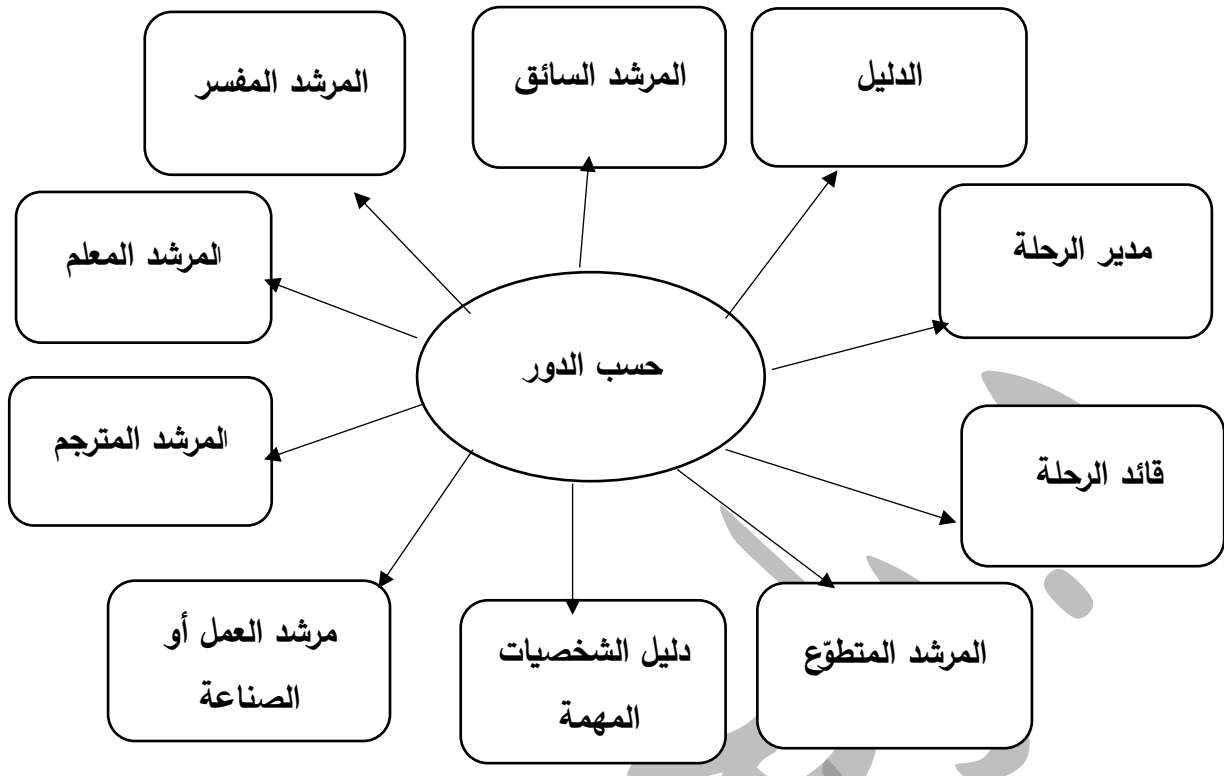 الدليل
المرشد السائق
المرشد المفسر
مدير الرحلة
المرشد المعلم
حسب الدور
المرشد المترجم
قائد الرحلة
المرشد المتطوّع
دليل الشخصيات
المهمة
مرشد العمل أو
الصناعة